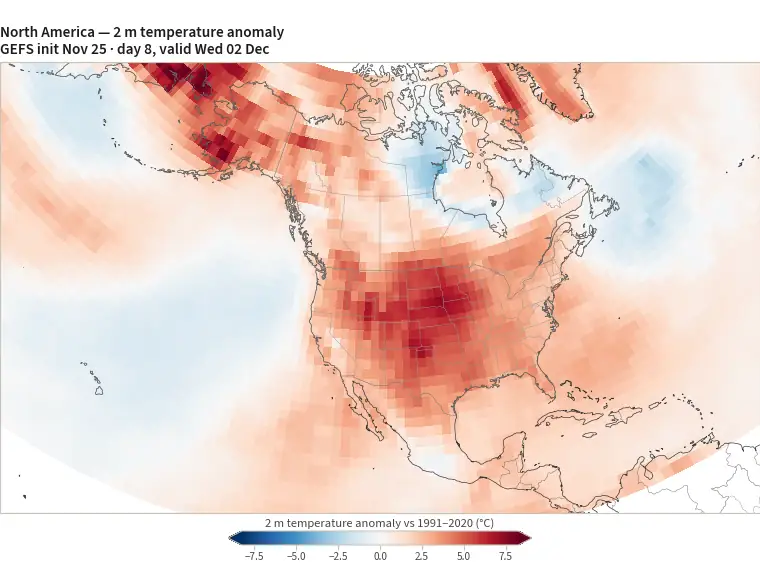 North America — 2 m temperature anomaly
GEFS init Nov 25 · day 8, valid Wed 02 Dec
2 m temperature anomaly vs 1991–2020 (°C)
−7.5 −5.0 −2.5 0.0 2.5 5.0 7.5